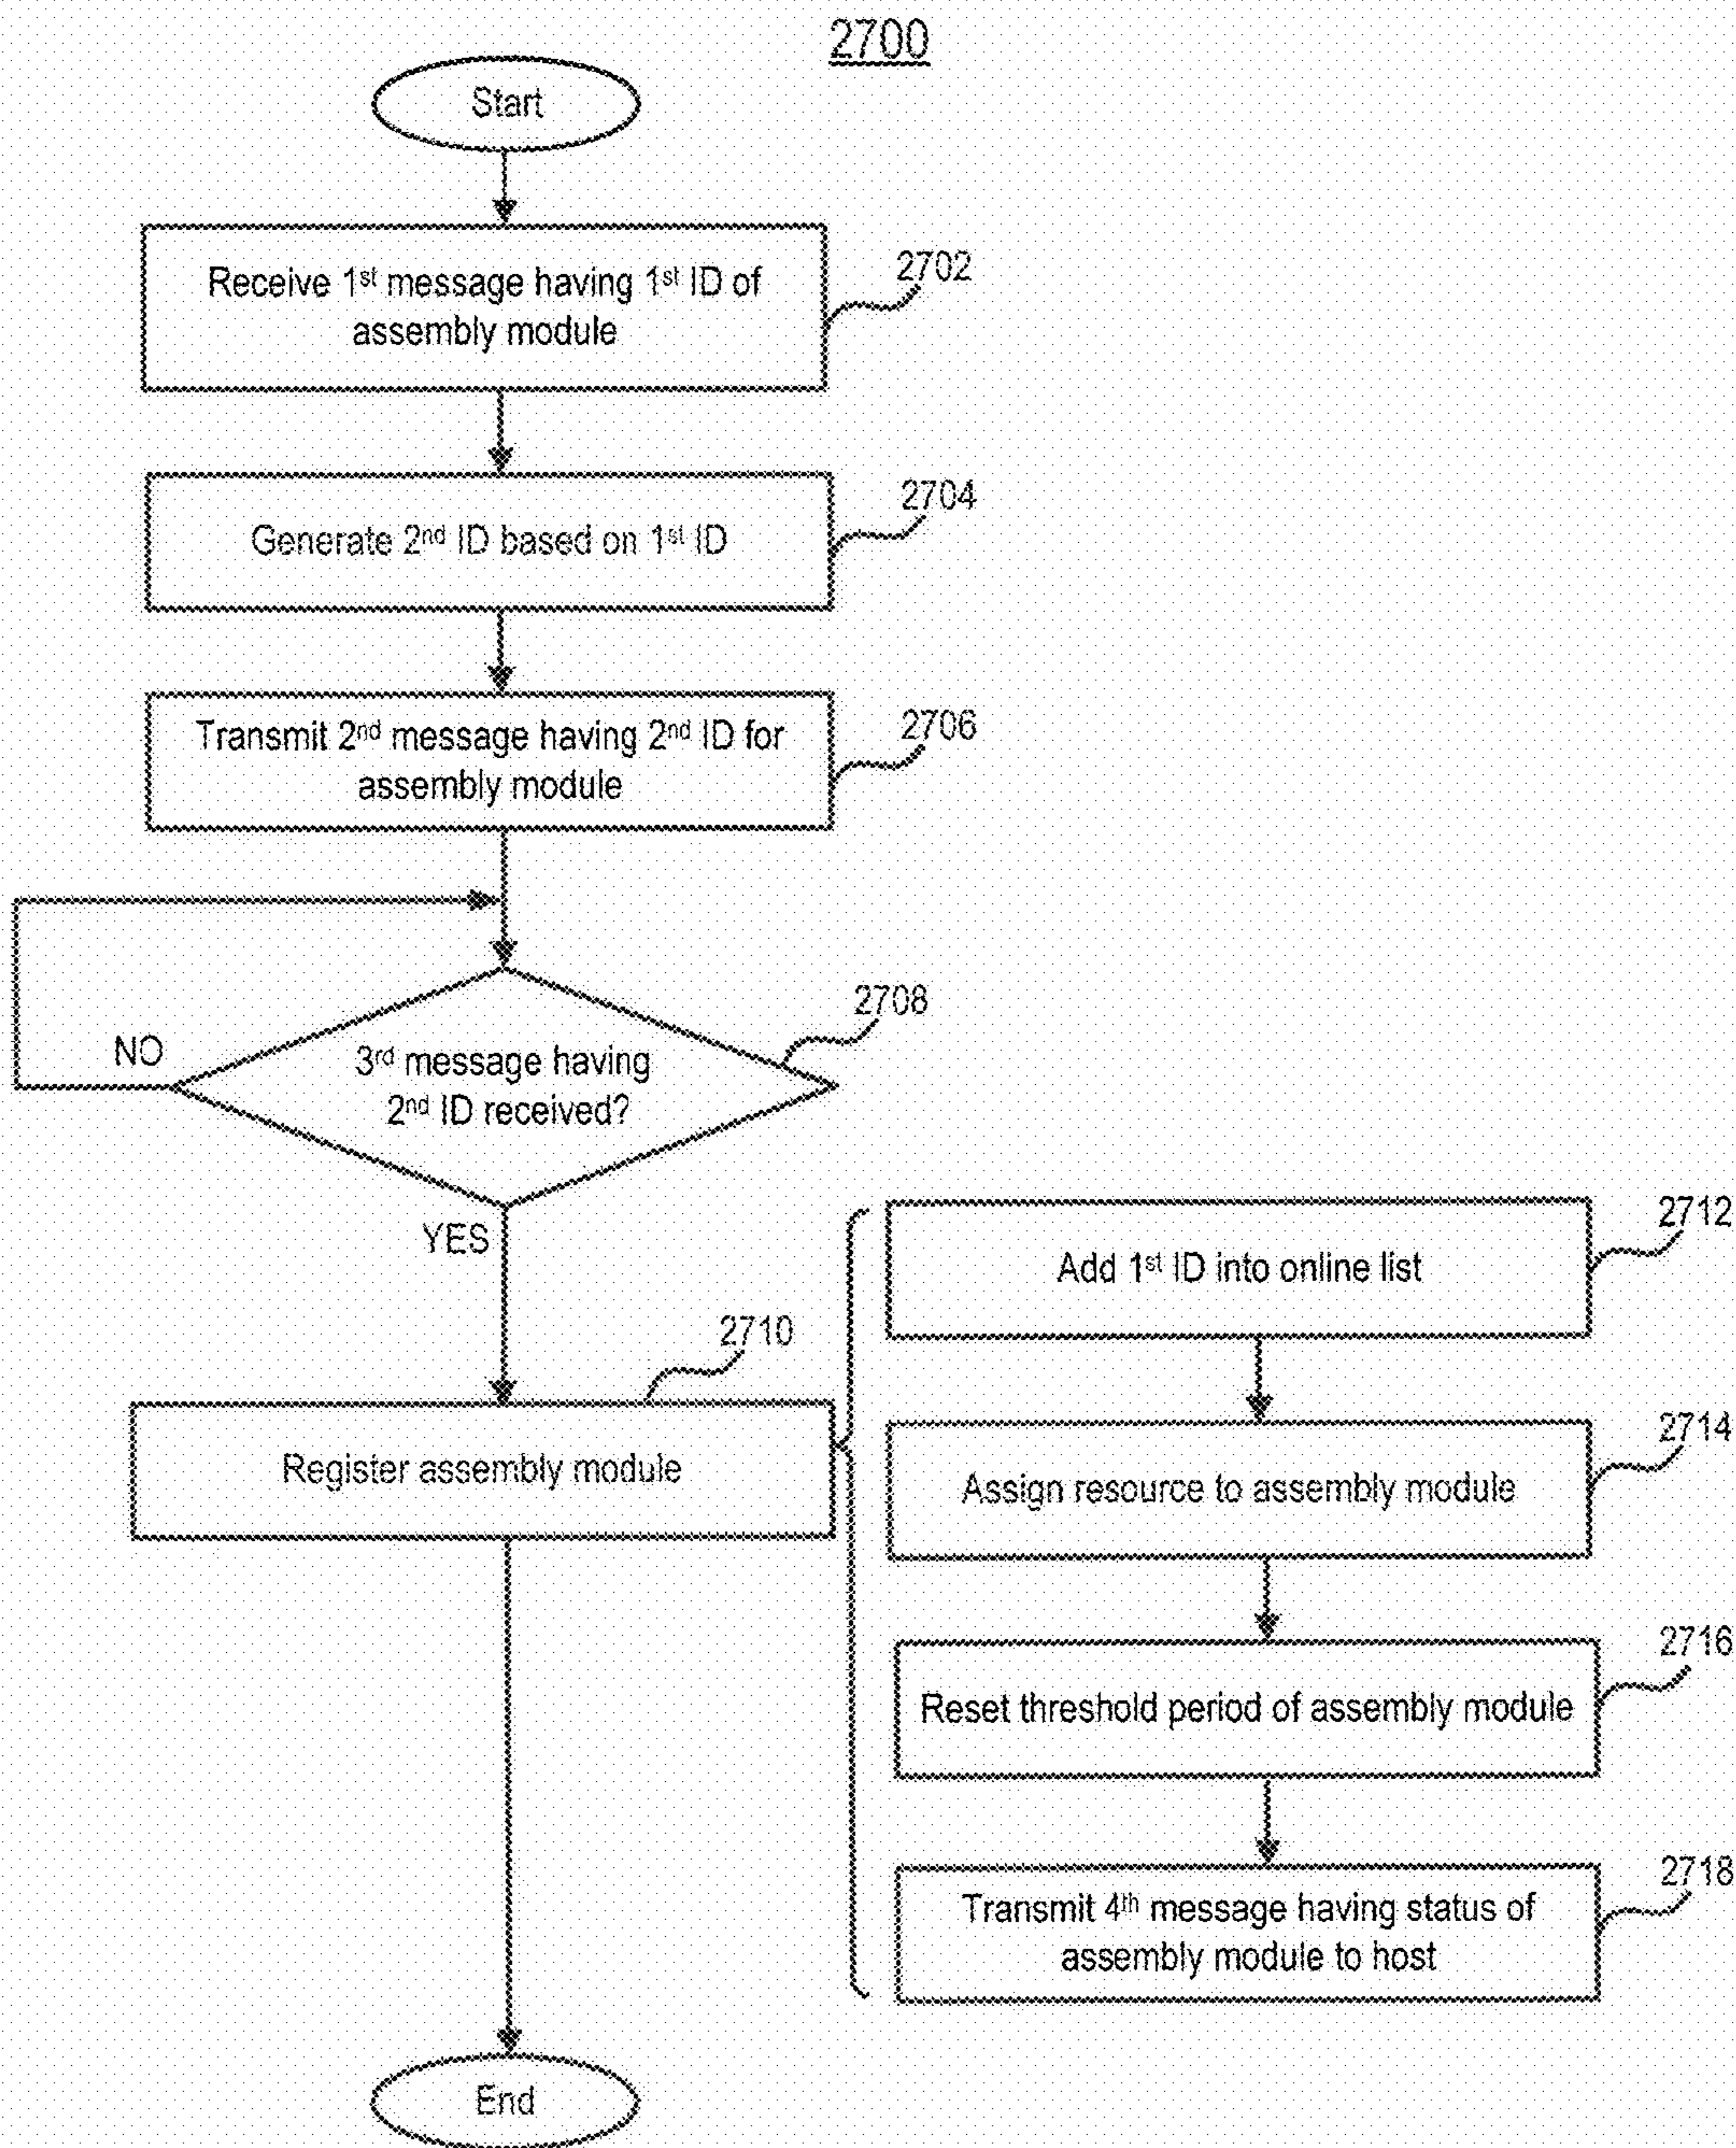 2700
Start
Receive 1st message having 1st ID of
assembly module
2702
Generate 2nd ID based on 1st ID
2704
Transmit 2nd message having 2nd ID for
assembly module
2706
NO
3rd message having
2nd ID received?
2708
YES
2710
Register assembly module
Add 1st ID into online list
2712
Assign resource to assembly module
2714
Reset threshold period of assembly module
2716
Transmit 4th message having status of
assembly module to host
2718
End